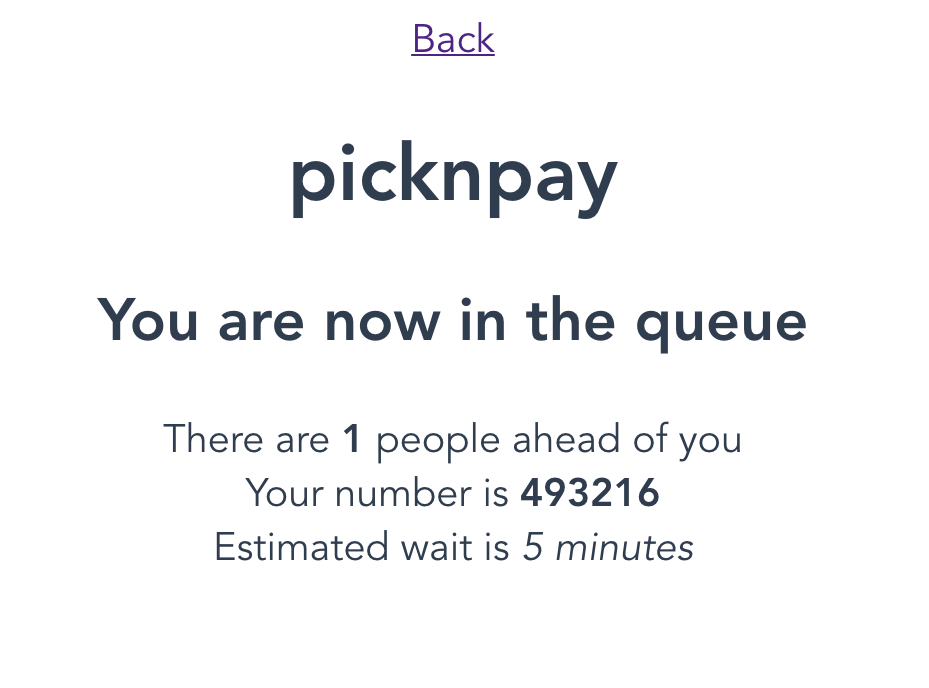 Back
picknpay
You are now in the queue
There are 1 people ahead of you
Your number is 493216
Estimated wait is 5 minutes